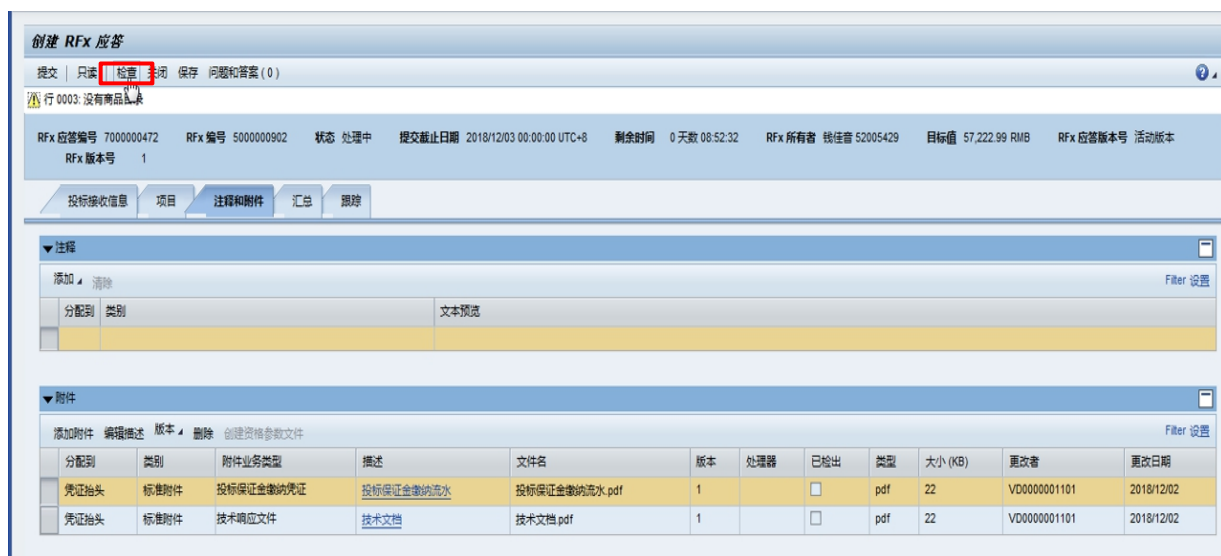 创建 RFx 应答
提交 只读 检查 关闭 保存 问题和答案 ( 0 )
行 0003: 没有商品目录
RFx 应答编号 7000000472 RFx 编号 5000000902 状态 处理中 提交截止日期 2018/12/03 00:00:00 UTC+8 剩余时间 0 天数 08:52:32 RFx 所有者 钱佳音 52005429 目标值 57,222.99 RMB RFx 应答版本号 活动版本
RFx 版本号 1
投标接收信息 项目 注释和附件 汇总 跟踪
注释
添加 清除 Filter 设置
分配到 类别 文本预览
附件
添加附件 编辑描述 版本 删除 创建资格参数文件 Filter 设置
分配到 类别 附件业务类型 描述 文件名 版本 处理器 已检出 类型 大小 (KB) 更改者 更改日期
凭证抬头 标准附件 投标保证金缴纳凭证 投标保证金缴纳流水 投标保证金缴纳流水.pdf 1 pdf 22 VD0000001101 2018/12/02
凭证抬头 标准附件 技术响应文件 技术文档 技术文档.pdf 1 pdf 22 VD0000001101 2018/12/02